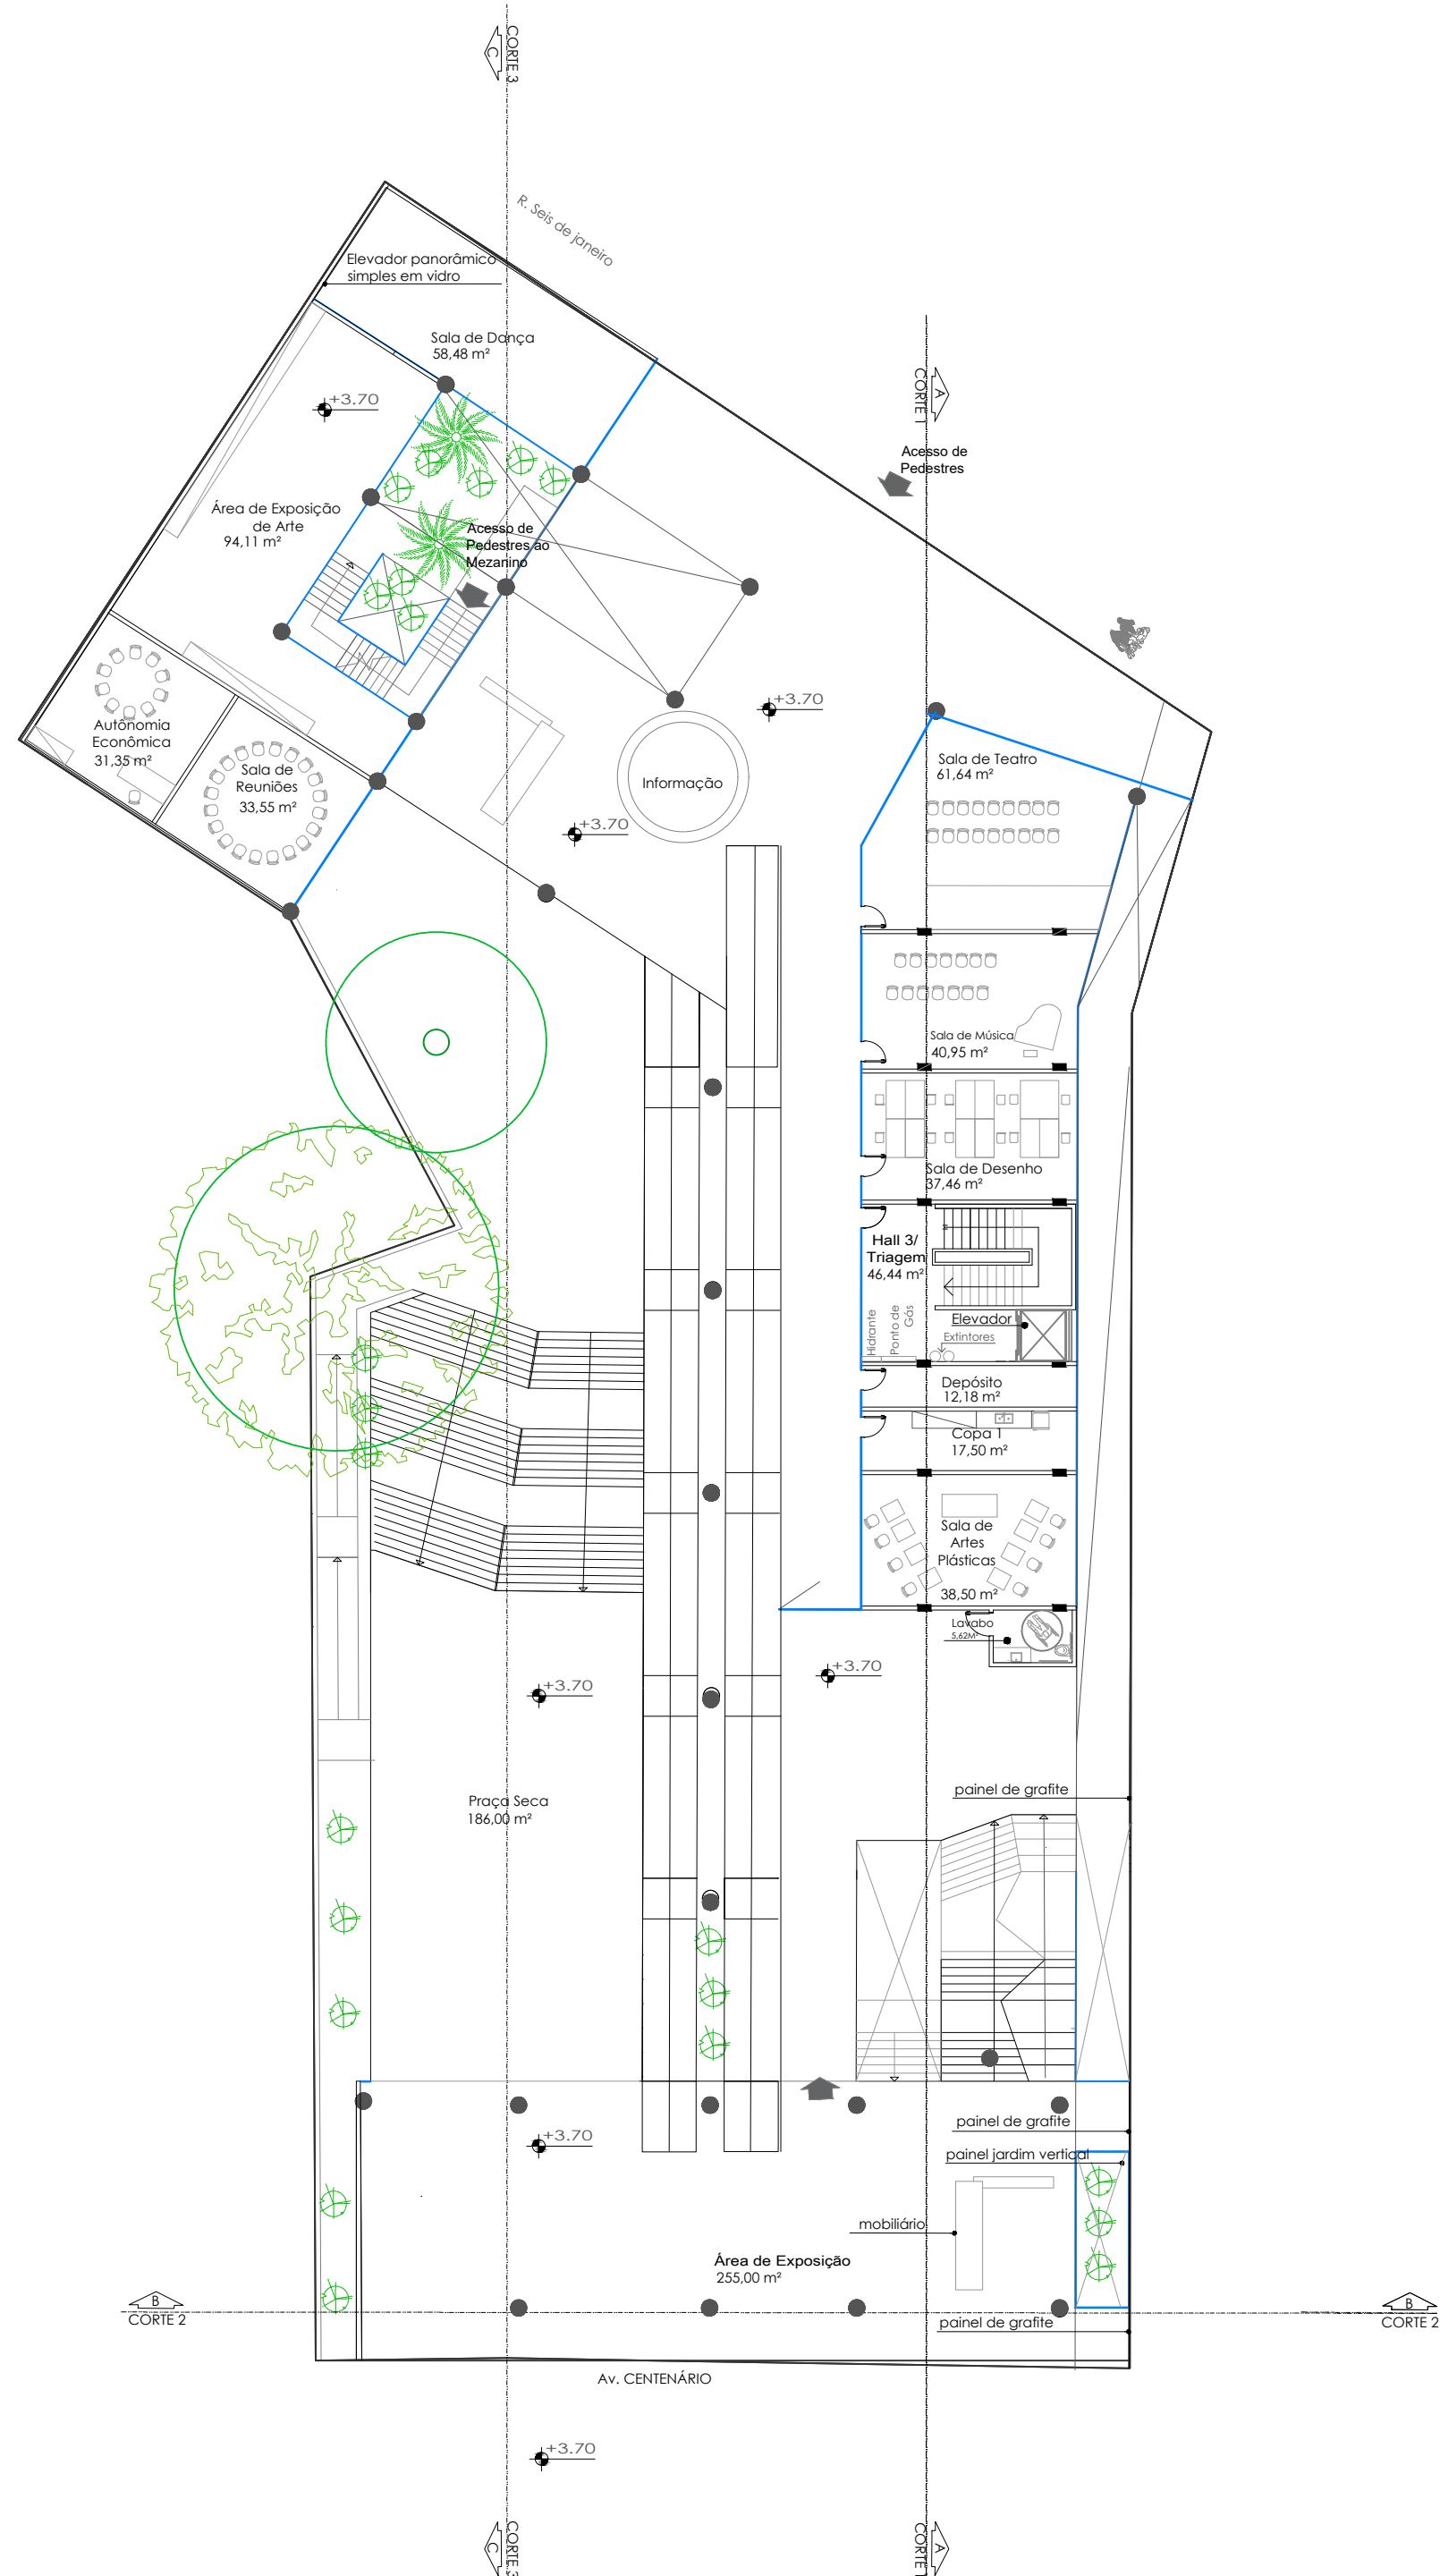 CORTE 3
C
R. Seis de janeiro
Elevador panorâmico
simples em vidro
Sala de Dança
58,48 m²
+3.70
A
CORTE 1
Acesso de
Pedestres
Área de Exposição
de Arte
94,11 m²
Acesso de
Pedestres ao
Mezanino
+3.70
Autônomia
Econômica
31,35 m²
Sala de
Reuniões
33,55 m²
Informação
+3.70
Sala de Teatro
61,64 m²
Sala de Música
40,95 m²
Sala de Desenho
37,46 m²
Hall 3/
Triagem
46,44 m²
Hidrante
Ponto de
Gás
Elevador
Extintores
Depósito
12,18 m²
Copa 1
17,50 m²
Sala de
Artes
Plásticas
38,50 m²
Lavabo
5,62M²
+3.70
+3.70
painel de grafite
Praça Seca
186,00 m²
painel de grafite
+3.70
painel jardim vertical
mobiliário
Área de Exposição
255,00 m²
B
CORTE 2
B
CORTE 2
painel de grafite
Av. CENTENÁRIO
+3.70
C
CORTE 3
A
CORTE 1